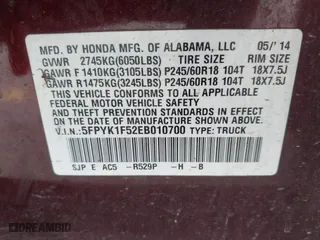 MFD. BY HONDA MFG. OF ALABAMA, LLC 05/'14
GVWR 2745KG(6050LBS) TIRE SIZE RIM SIZE
GAWR F 1410KG(3105LBS) P245/60R18 104T 18X7.5J
GAWR R1475KG(3245LBS) P245/60R18 104T 18X7.5J
THIS VEHICLE CONFORMS TO ALL APPLICABLE
FEDERAL MOTOR VEHICLE SAFETY AND
THEFT PREVENTION STANDARDS IN EFFECT ON
THE DATE OF MANUFACTURE SHOWN ABOVE.
V.I.N.: 5FPYK1F52EB010700 TYPE: TRUCK
SJP E AC5 -R529P -H -B
DREAMBID